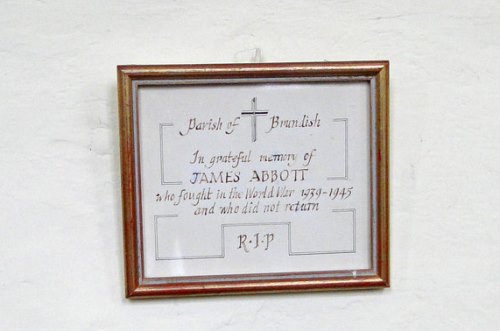 Parish of Brundish
In grateful memory of
JAMES ABBOTT
who fought in the World War 1939-1945
and who did not return
R·I·P